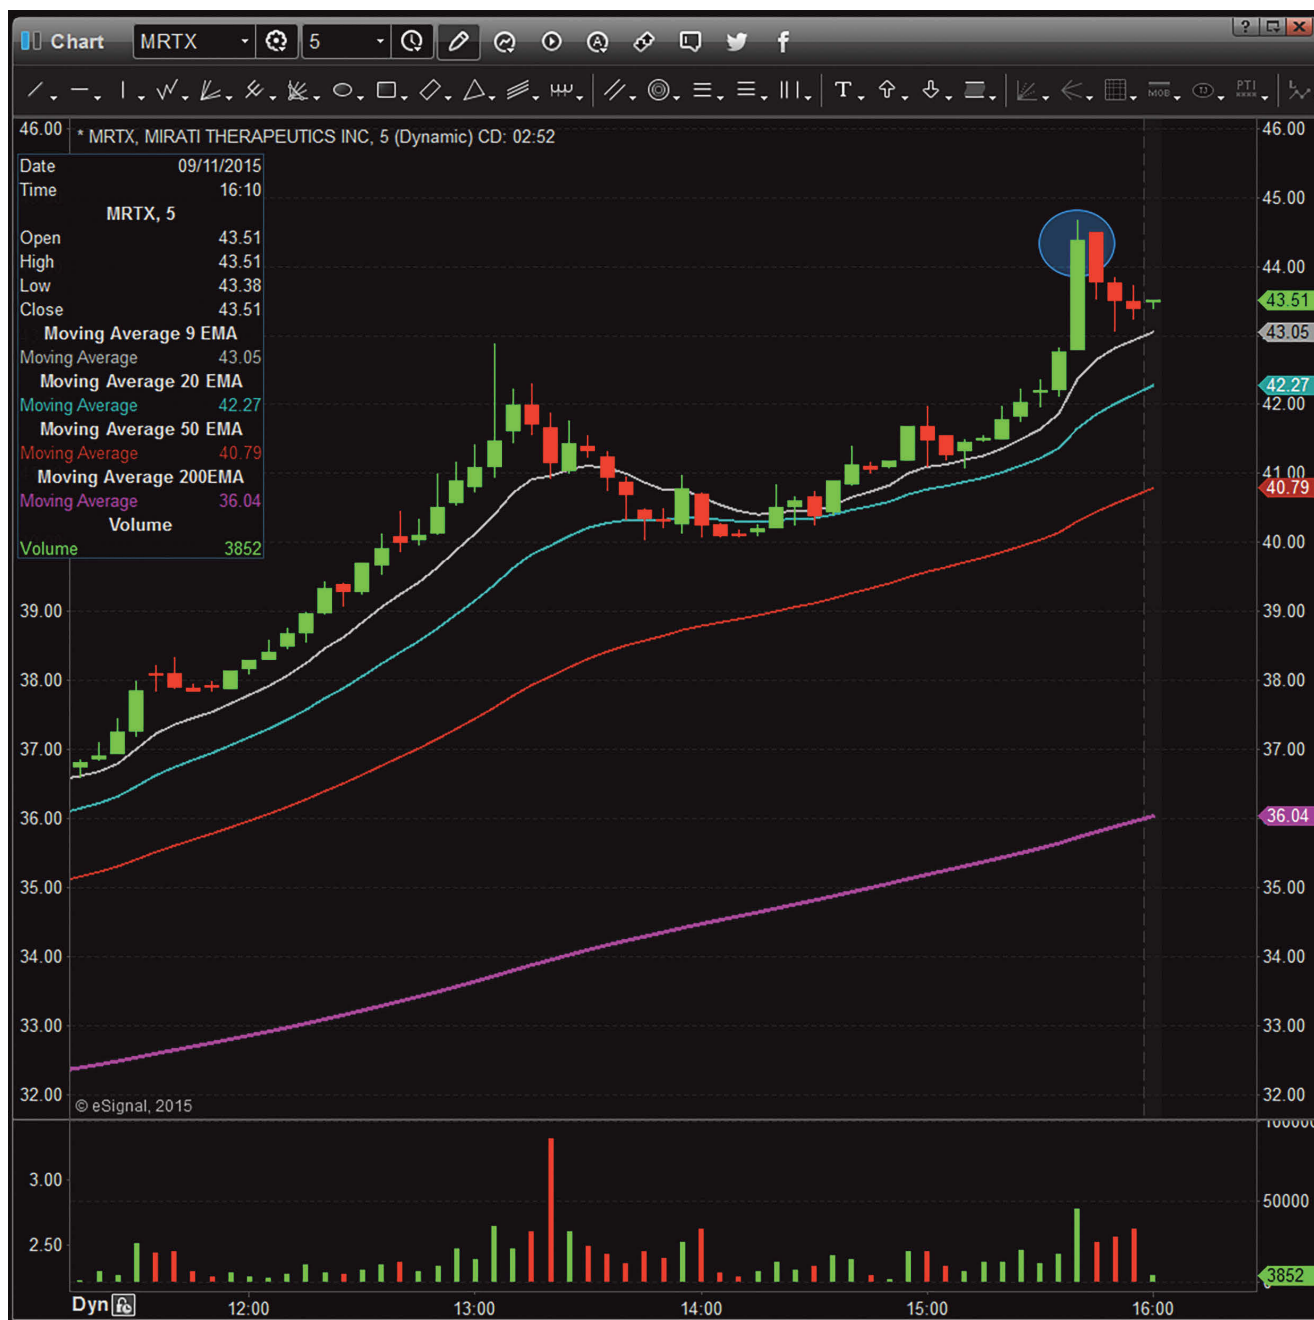 Chart MRTX 5
T MOB TJ PTI
* MRTX, MIRATI THERAPEUTICS INC, 5 (Dynamic) CD: 02:52
Date 09/11/2015
Time 16:10
MRTX, 5
Open 43.51
High 43.51
Low 43.38
Close 43.51
Moving Average 9 EMA
Moving Average 43.05
Moving Average 20 EMA
Moving Average 42.27
Moving Average 50 EMA
Moving Average 40.79
Moving Average 200EMA
Moving Average 36.04
Volume
Volume 3852
46.00
39.00
38.00
37.00
36.00
35.00
34.00
33.00
32.00
46.00
45.00
44.00
43.51
43.05
42.27
42.00
41.00
40.79
40.00
39.00
38.00
37.00
36.04
35.00
34.00
33.00
32.00
© eSignal, 2015
3.00
2.50
50000
3852
Dyn 12:00 13:00 14:00 15:00 16:00